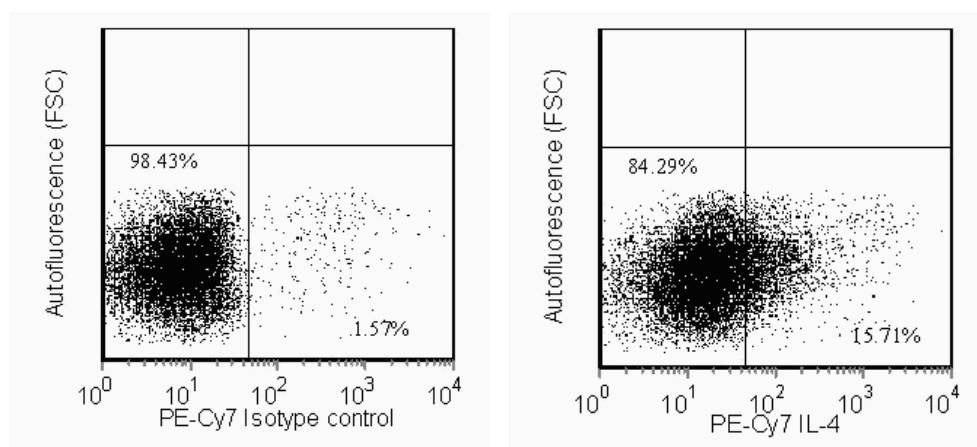 Autofluorescence (FSC)
98.43%
1.57%
10^0 10^1 10^2 10^3 10^4
PE-Cy7 Isotype control
Autofluorescence (FSC)
84.29%
15.71%
10^0 10^1 10^2 10^3 10^4
PE-Cy7 IL-4